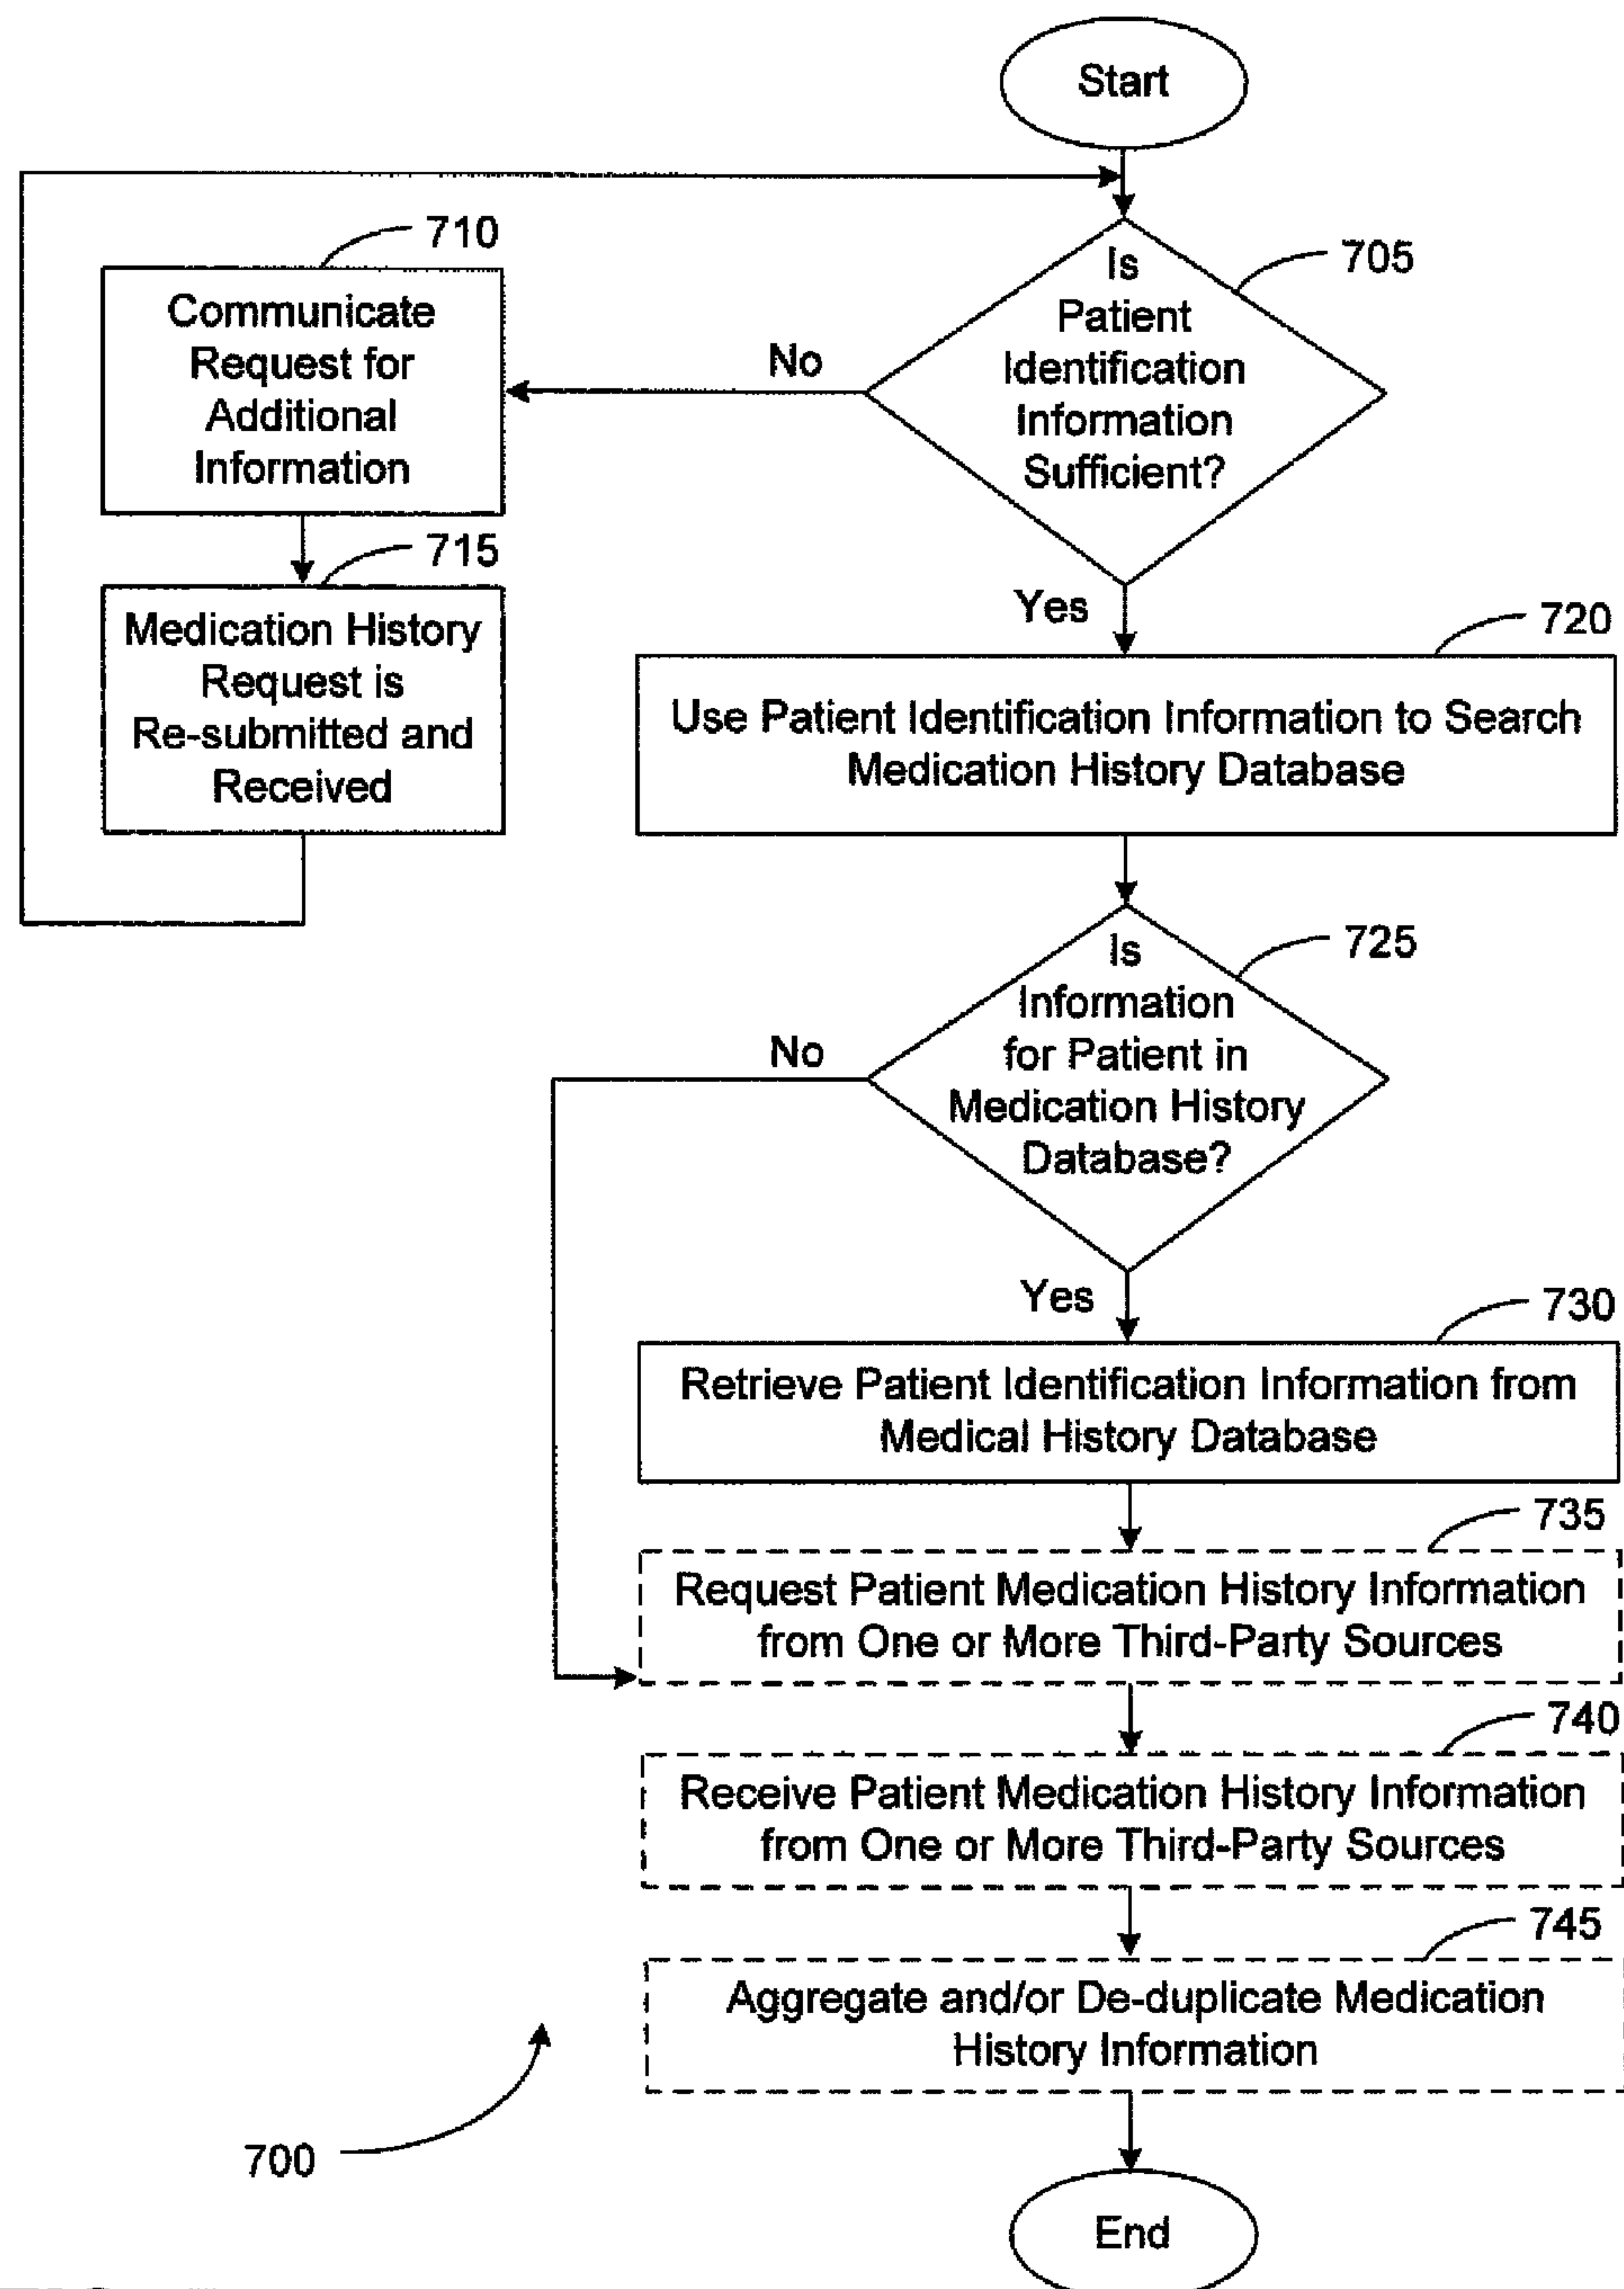 Start
710
Communicate
Request for
Additional
Information
705
Is
Patient
Identification
Information
Sufficient?
No
715
Medication History
Request is
Re-submitted and
Received
Yes
720
Use Patient Identification Information to Search
Medication History Database
725
Is
Information
for Patient in
Medication History
Database?
No
Yes
730
Retrieve Patient Identification Information from
Medical History Database
735
Request Patient Medication History Information
from One or More Third-Party Sources
740
Receive Patient Medication History Information
from One or More Third-Party Sources
745
Aggregate and/or De-duplicate Medication
History Information
700
End